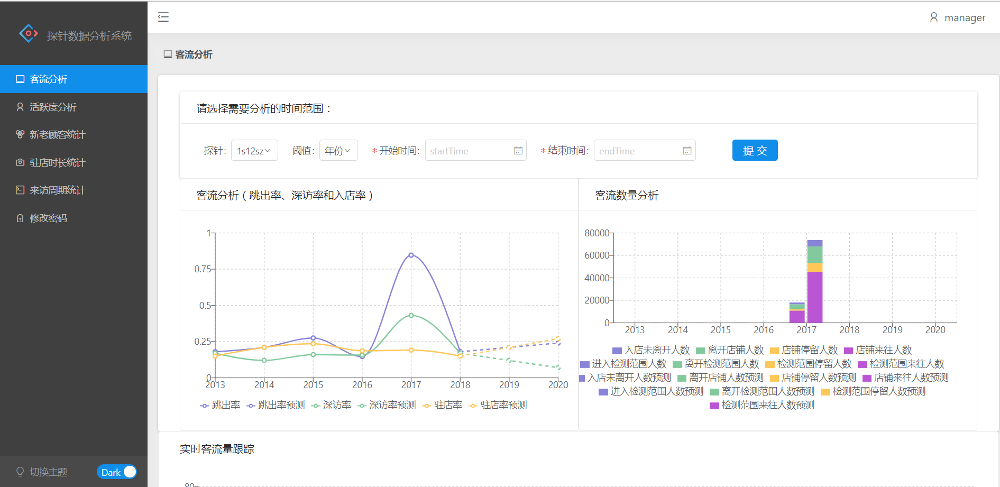 探针数据分析系统
manager
客流分析
客流分析
活跃度分析
新老顾客统计
驻店时长统计
来访周期统计
修改密码
切换主题
Dark
请选择需要分析的时间范围：
探针: 1s12sz 阈值: 年份 * 开始时间: startTime * 结束时间: endTime 提 交
客流分析（跳出率、深访率和入店率）
1
0.75
0.5
0.25
0
2013 2014 2015 2016 2017 2018 2019 2020
跳出率 跳出率预测 深访率 深访率预测 驻店率 驻店率预测
客流数量分析
80000
60000
40000
20000
0
2013 2014 2015 2016 2017 2018 2019 2020
入店未离开人数 离开店铺人数 店铺停留人数 店铺来往人数
进入检测范围人数 离开检测范围人数 检测范围停留人数 检测范围来往人数
入店未离开人数预测 离开店铺人数预测 店铺停留人数预测 店铺来往人数预测
进入检测范围人数预测 离开检测范围人数预测 检测范围停留人数预测
检测范围来往人数预测
实时客流量跟踪
80